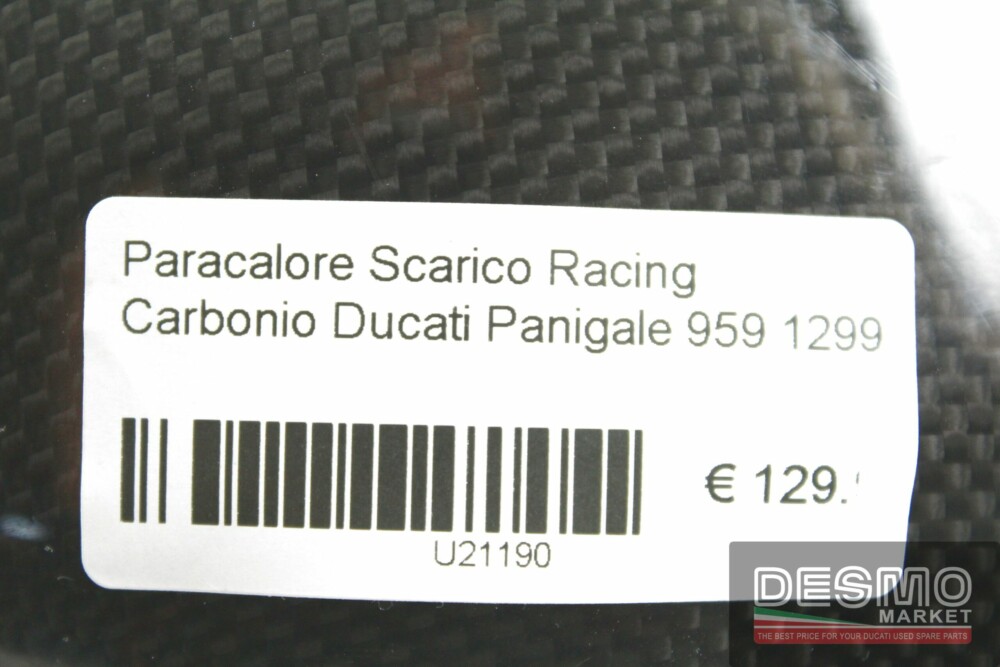 Paracalore Scarico Racing
Carbonio Ducati Panigale 959 1299
€ 129.
U21190
DESMO
MARKET
THE BEST PRICE FOR YOUR DUCATI USED SPARE PARTS